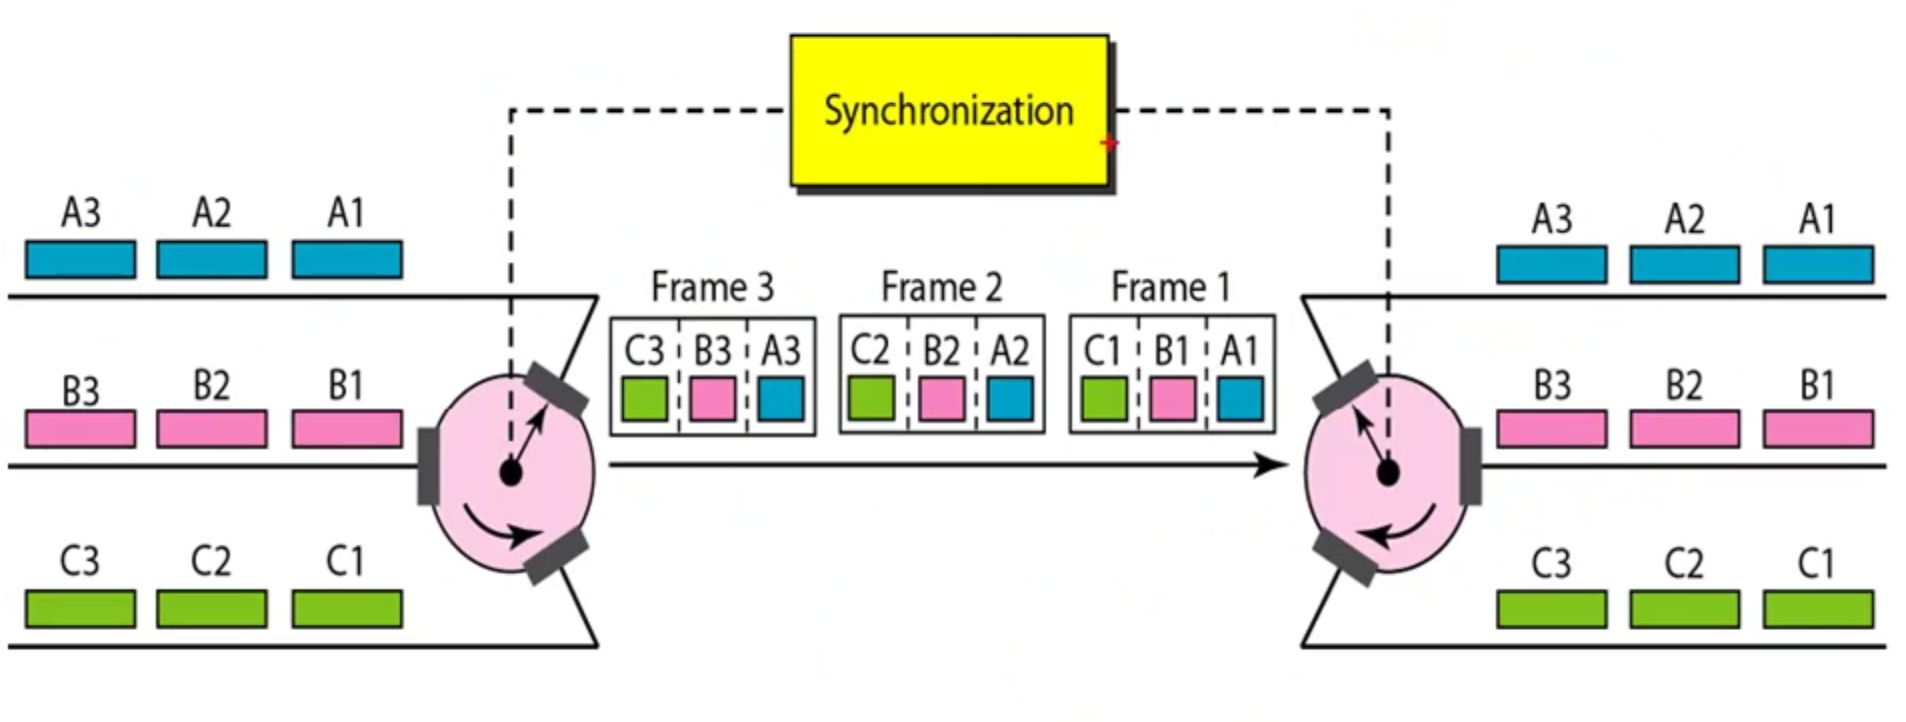 Synchronization
A3 A2 A1
A3 A2 A1
Frame 3 Frame 2 Frame 1
C3 B3 A3 C2 B2 A2 C1 B1 A1
B3 B2 B1
B3 B2 B1
C3 C2 C1
C3 C2 C1